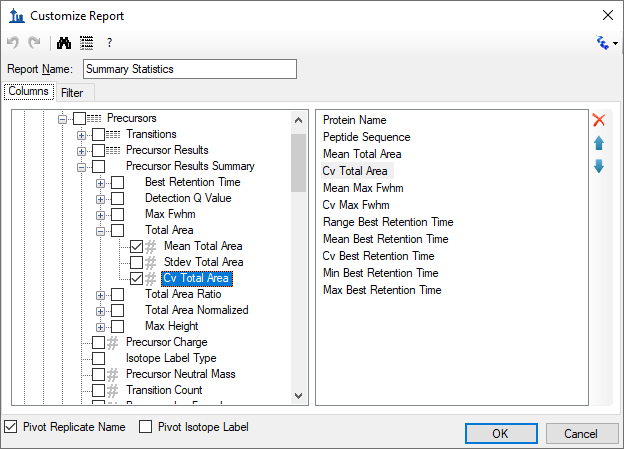 Customize Report
?
Report Name: Summary Statistics
Columns Filter
Precursors
Transitions
Precursor Results
Precursor Results Summary
Best Retention Time
Detection Q Value
Max Fwhm
Total Area
Mean Total Area
Stdev Total Area
Cv Total Area
Total Area Ratio
Total Area Normalized
Max Height
Precursor Charge
Isotope Label Type
Precursor Neutral Mass
Transition Count
Protein Name
Peptide Sequence
Mean Total Area
Cv Total Area
Mean Max Fwhm
Cv Max Fwhm
Range Best Retention Time
Mean Best Retention Time
Cv Best Retention Time
Min Best Retention Time
Max Best Retention Time
Pivot Replicate Name Pivot Isotope Label
OK Cancel